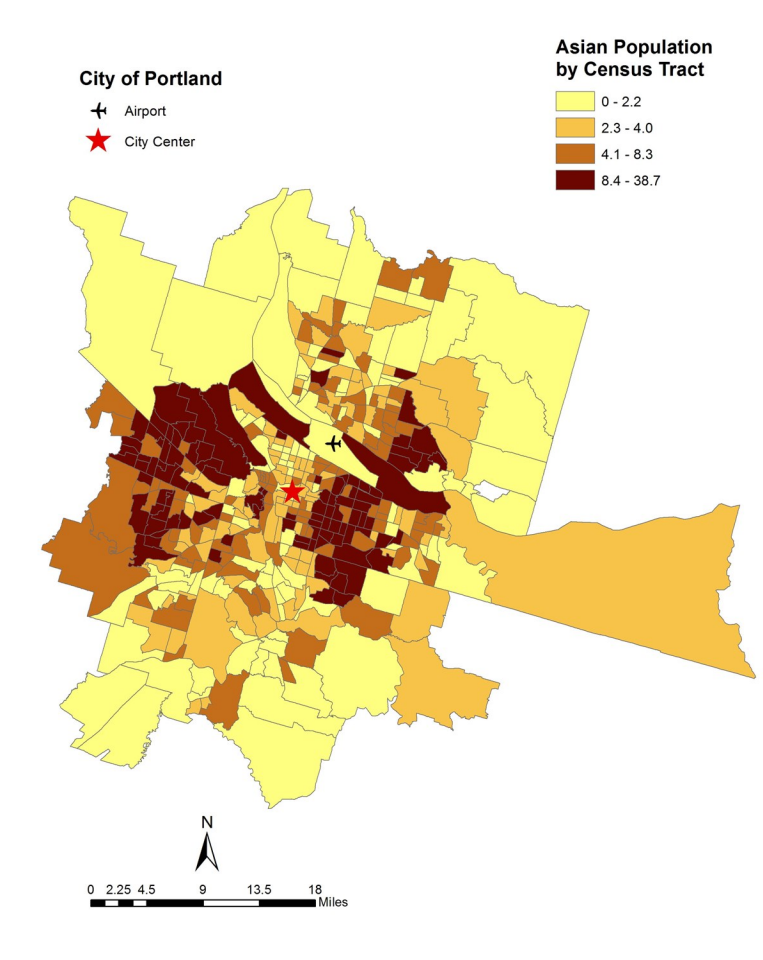 City of Portland
Airport
City Center
Asian Population
by Census Tract
0 - 2.2
2.3 - 4.0
4.1 - 8.3
8.4 - 38.7
N
0 2.25 4.5 9 13.5 18
Miles